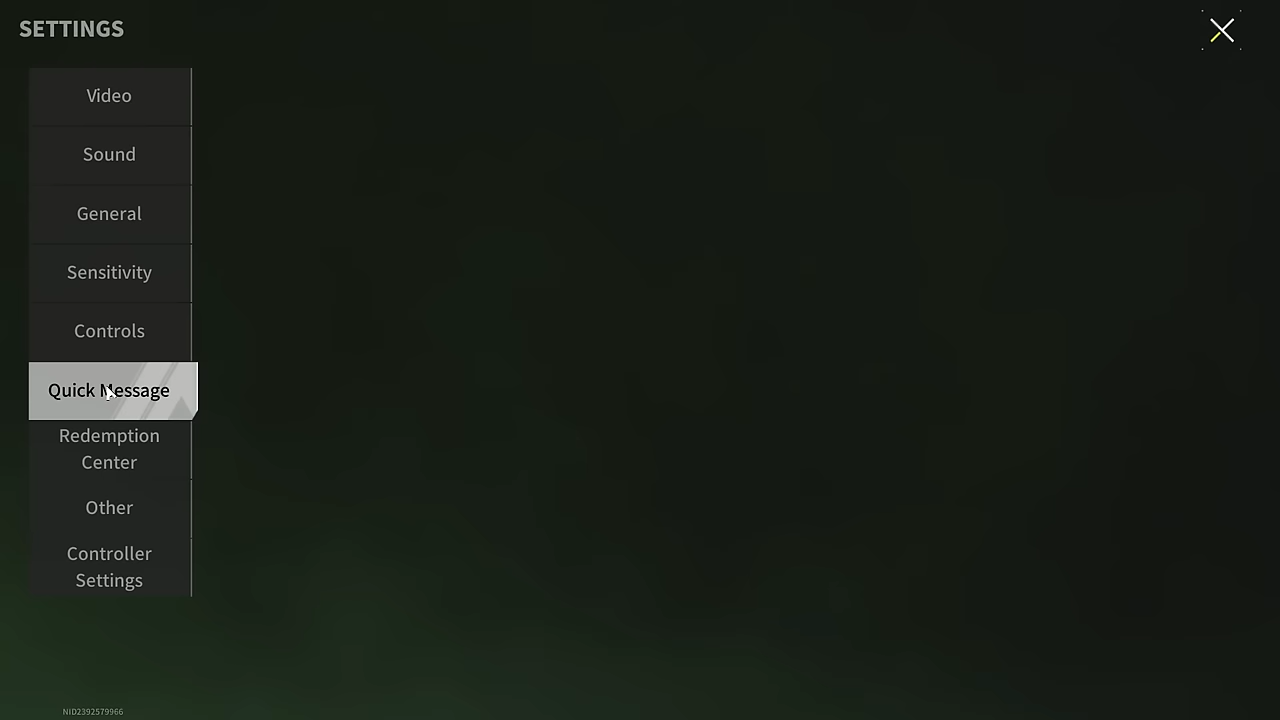 SETTINGS
Video
Sound
General
Sensitivity
Controls
Quick Message
Redemption
Center
Other
Controller
Settings
NID2392579966